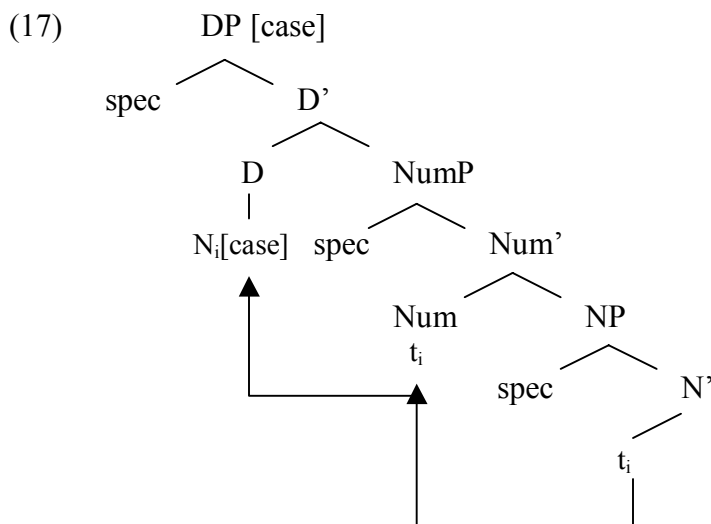 (17) DP [case]
spec D’
D NumP
Nᵢ[case] spec Num’
Num NP
tᵢ spec N’
tᵢ